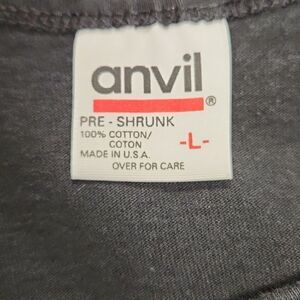 anvil
®
PRE - SHRUNK
100% COTTON/
COTON
-L-
MADE IN U.S.A.
OVER FOR CARE